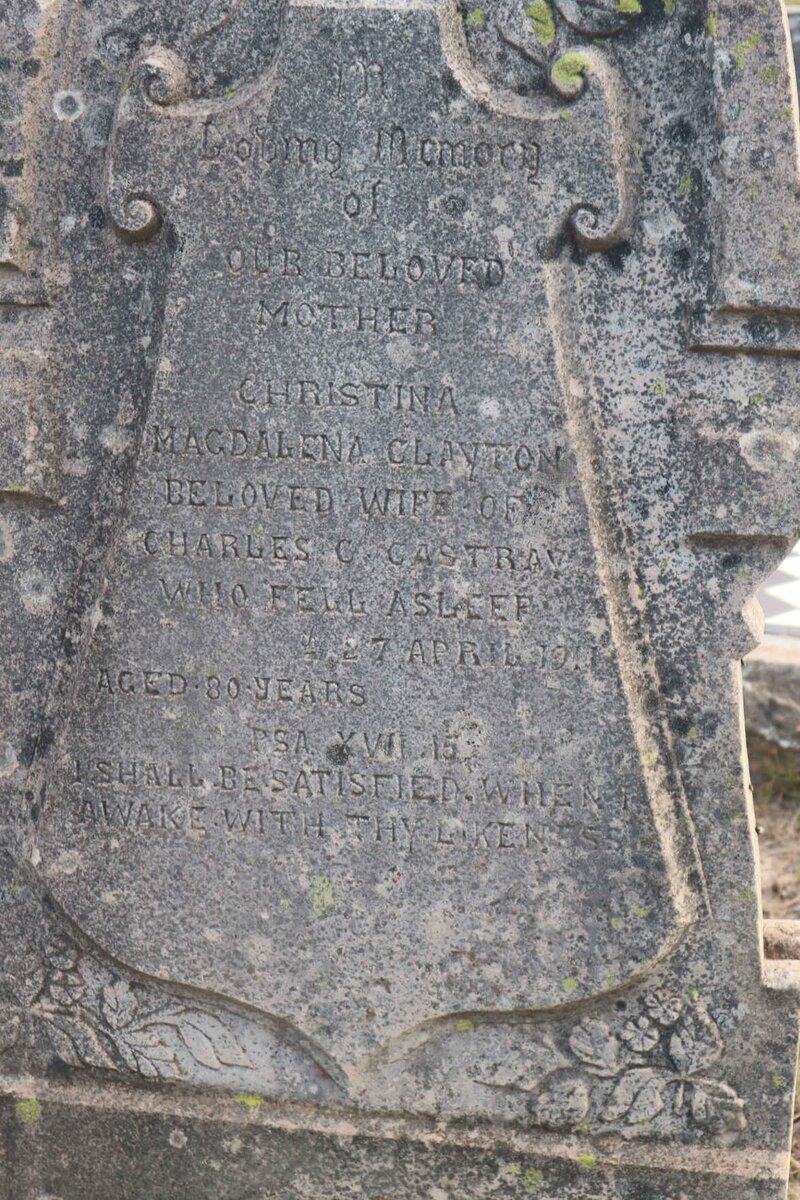 In
Loving Memory
of
OUR BELOVED
MOTHER
CHRISTINA
MAGDALENA CLAYTON
BELOVED WIFE OF
CHARLES C CASTRAY
WHO FELL ASLEEP
27 APRIL 1911
AGED 80 YEARS
PSA XVII 15
I SHALL BE SATISFIED. WHEN I
AWAKE WITH THY LIKENESS